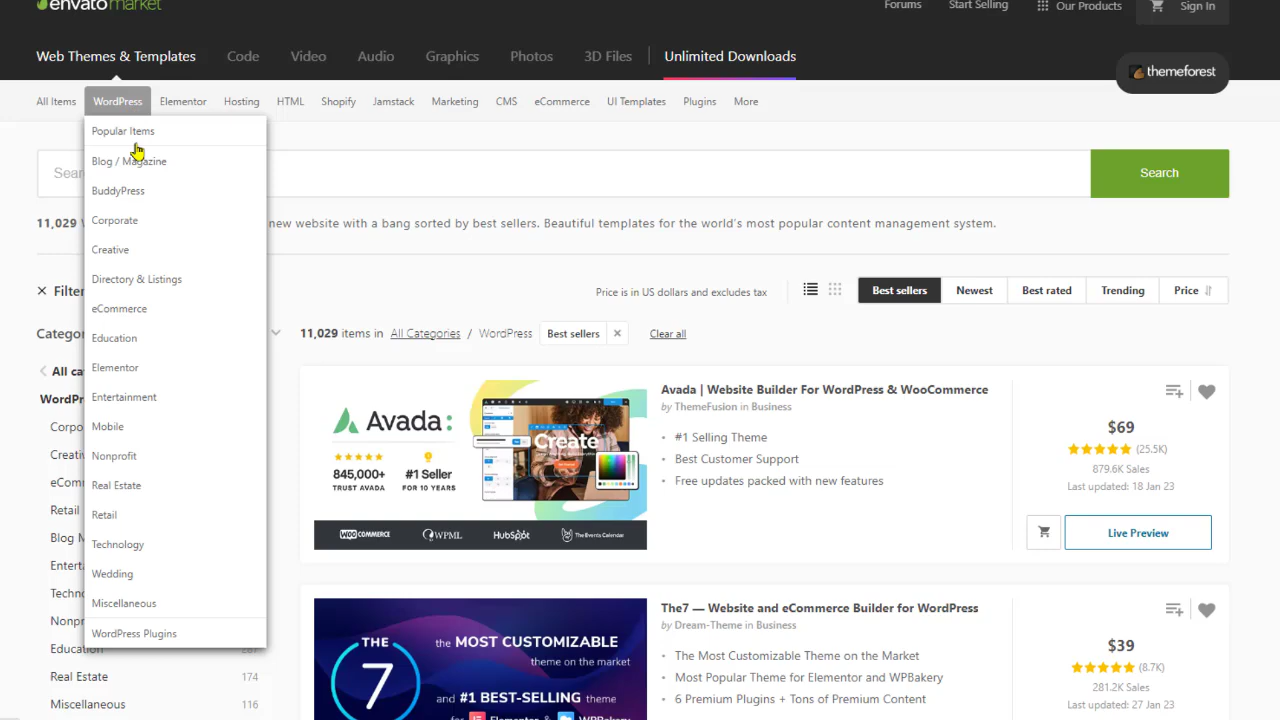 envatomarket
Forums
Start Selling
Our Products
Sign In
Web Themes & Templates
Code
Video
Audio
Graphics
Photos
3D Files
Unlimited Downloads
themeforest
All Items
WordPress
Elementor
Hosting
HTML
Shopify
Jamstack
Marketing
CMS
eCommerce
UI Templates
Plugins
More
Popular Items
Blog / Magazine
BuddyPress
Corporate
Creative
Directory & Listings
eCommerce
Education
Elementor
Entertainment
Mobile
Nonprofit
Real Estate
Retail
Technology
Wedding
Miscellaneous
WordPress Plugins
Sear
Search
11,029
new website with a bang sorted by best sellers. Beautiful templates for the world's most popular content management system.
Filter
Price is in US dollars and excludes tax
Best sellers
Newest
Best rated
Trending
Price
Categor
11,029 items in All Categories / WordPress
Best sellers
Clear all
All ca
WordPr
Corpo
Creativ
eComm
Retail
Blog M
Entert
Techno
Nonpr
Education 287
Real Estate 174
Miscellaneous 116
Avada:
845,000+
TRUST AVADA
#1 Seller
FOR 10 YEARS
Create
WOOCOMMERCE
WPML
HubSpot
The Events Calendar
Avada | Website Builder For WordPress & WooCommerce
by ThemeFusion in Business
• #1 Selling Theme
• Best Customer Support
• Free updates packed with new features
$69
(25.5K)
879.6K Sales
Last updated: 18 Jan 23
Live Preview
THE
7
the MOST CUSTOMIZABLE
theme on the market
and #1 BEST-SELLING theme
for Elementor & WPBakery
The7 — Website and eCommerce Builder for WordPress
by Dream-Theme in Business
• The Most Customizable Theme on the Market
• Most Popular Theme for Elementor and WPBakery
• 6 Premium Plugins + Tons of Premium Content
$39
(8.7K)
281.2K Sales
Last updated: 27 Jan 23